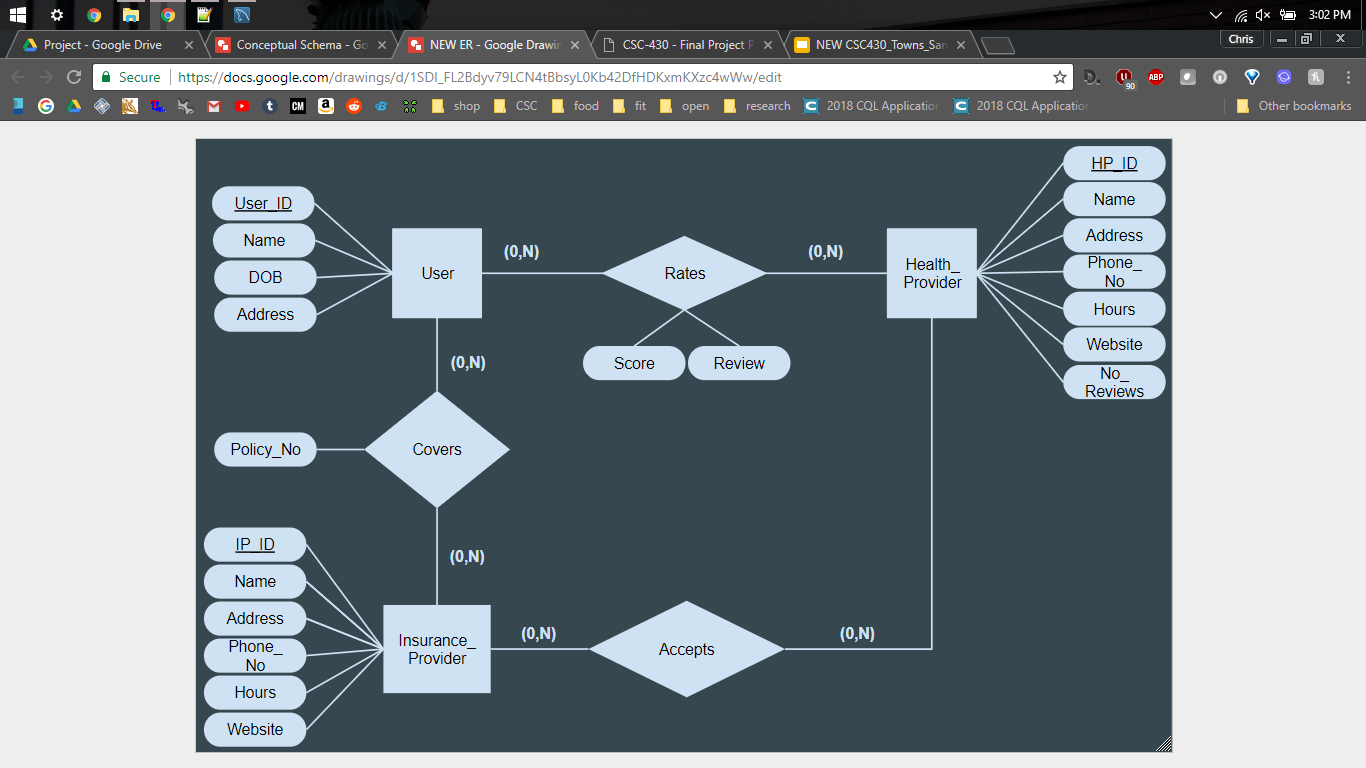 3:02 PM
Project - Google Drive
Conceptual Schema - Go
NEW ER - Google Drawin
CSC-430 - Final Project P
NEW CSC430_Towns_San
Chris
Secure
https://docs.google.com/drawings/d/1SDI_FL2Bdyv79LCN4tBbsyL0Kb42DfHDKxmKXzc4wWw/edit
90
ABP
CM
shop
CSC
food
fit
open
research
2018 CQL Application
2018 CQL Application
Other bookmarks
User_ID
Name
DOB
Address
User
(0,N)
Rates
(0,N)
Health_
Provider
HP_ID
Name
Address
Phone_
No
Hours
Website
No_
Reviews
Score
Review
(0,N)
Policy_No
Covers
(0,N)
IP_ID
Name
Address
Phone_
No
Hours
Website
Insurance_
Provider
(0,N)
Accepts
(0,N)